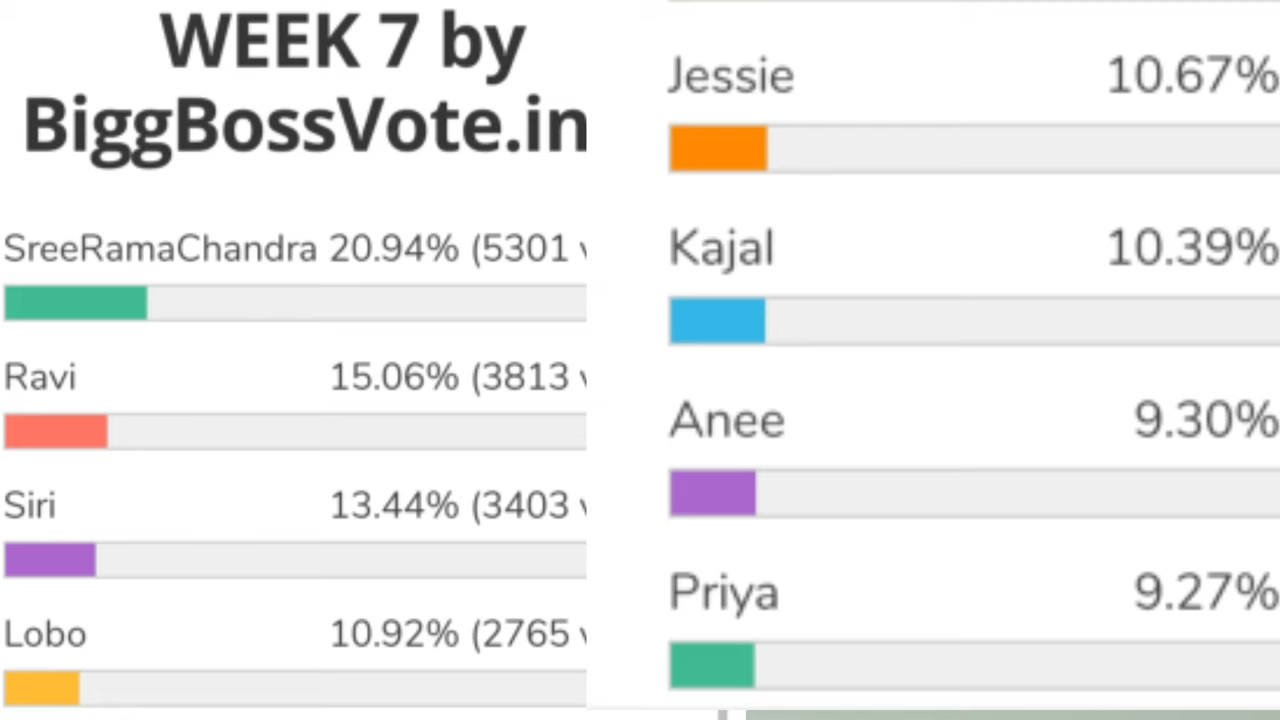 WEEK 7 by
BiggBossVote.in
SreeRamaChandra 20.94% (5301
Ravi 15.06% (3813
Siri 13.44% (3403
Lobo 10.92% (2765
Jessie 10.67%
Kajal 10.39%
Anee 9.30%
Priya 9.27%